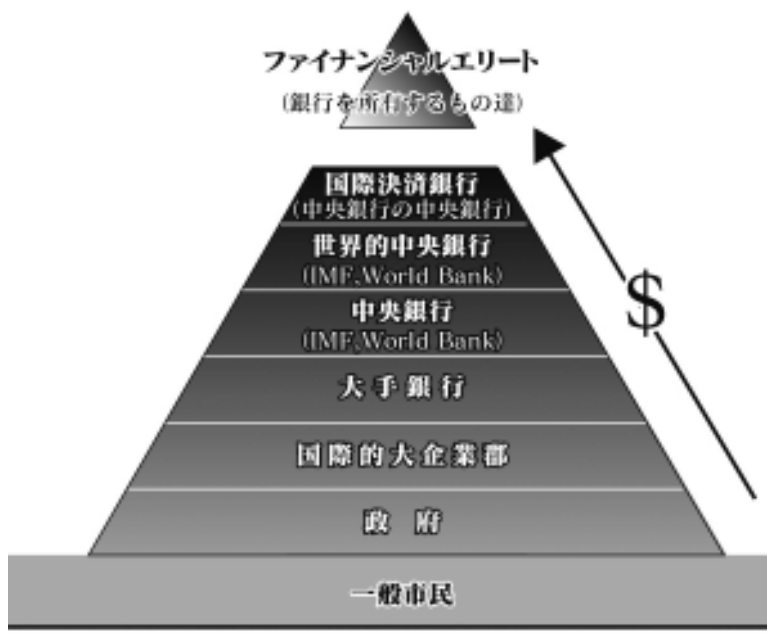 ファイナンシャルエリート
(銀行を所有するもの達)
国際決済銀行
(中央銀行の中央銀行)
世界的中央銀行
(IMF,World Bank)
中央銀行
(IMF,World Bank)
大手銀行
国際的大企業郡
政府
一般市民
$